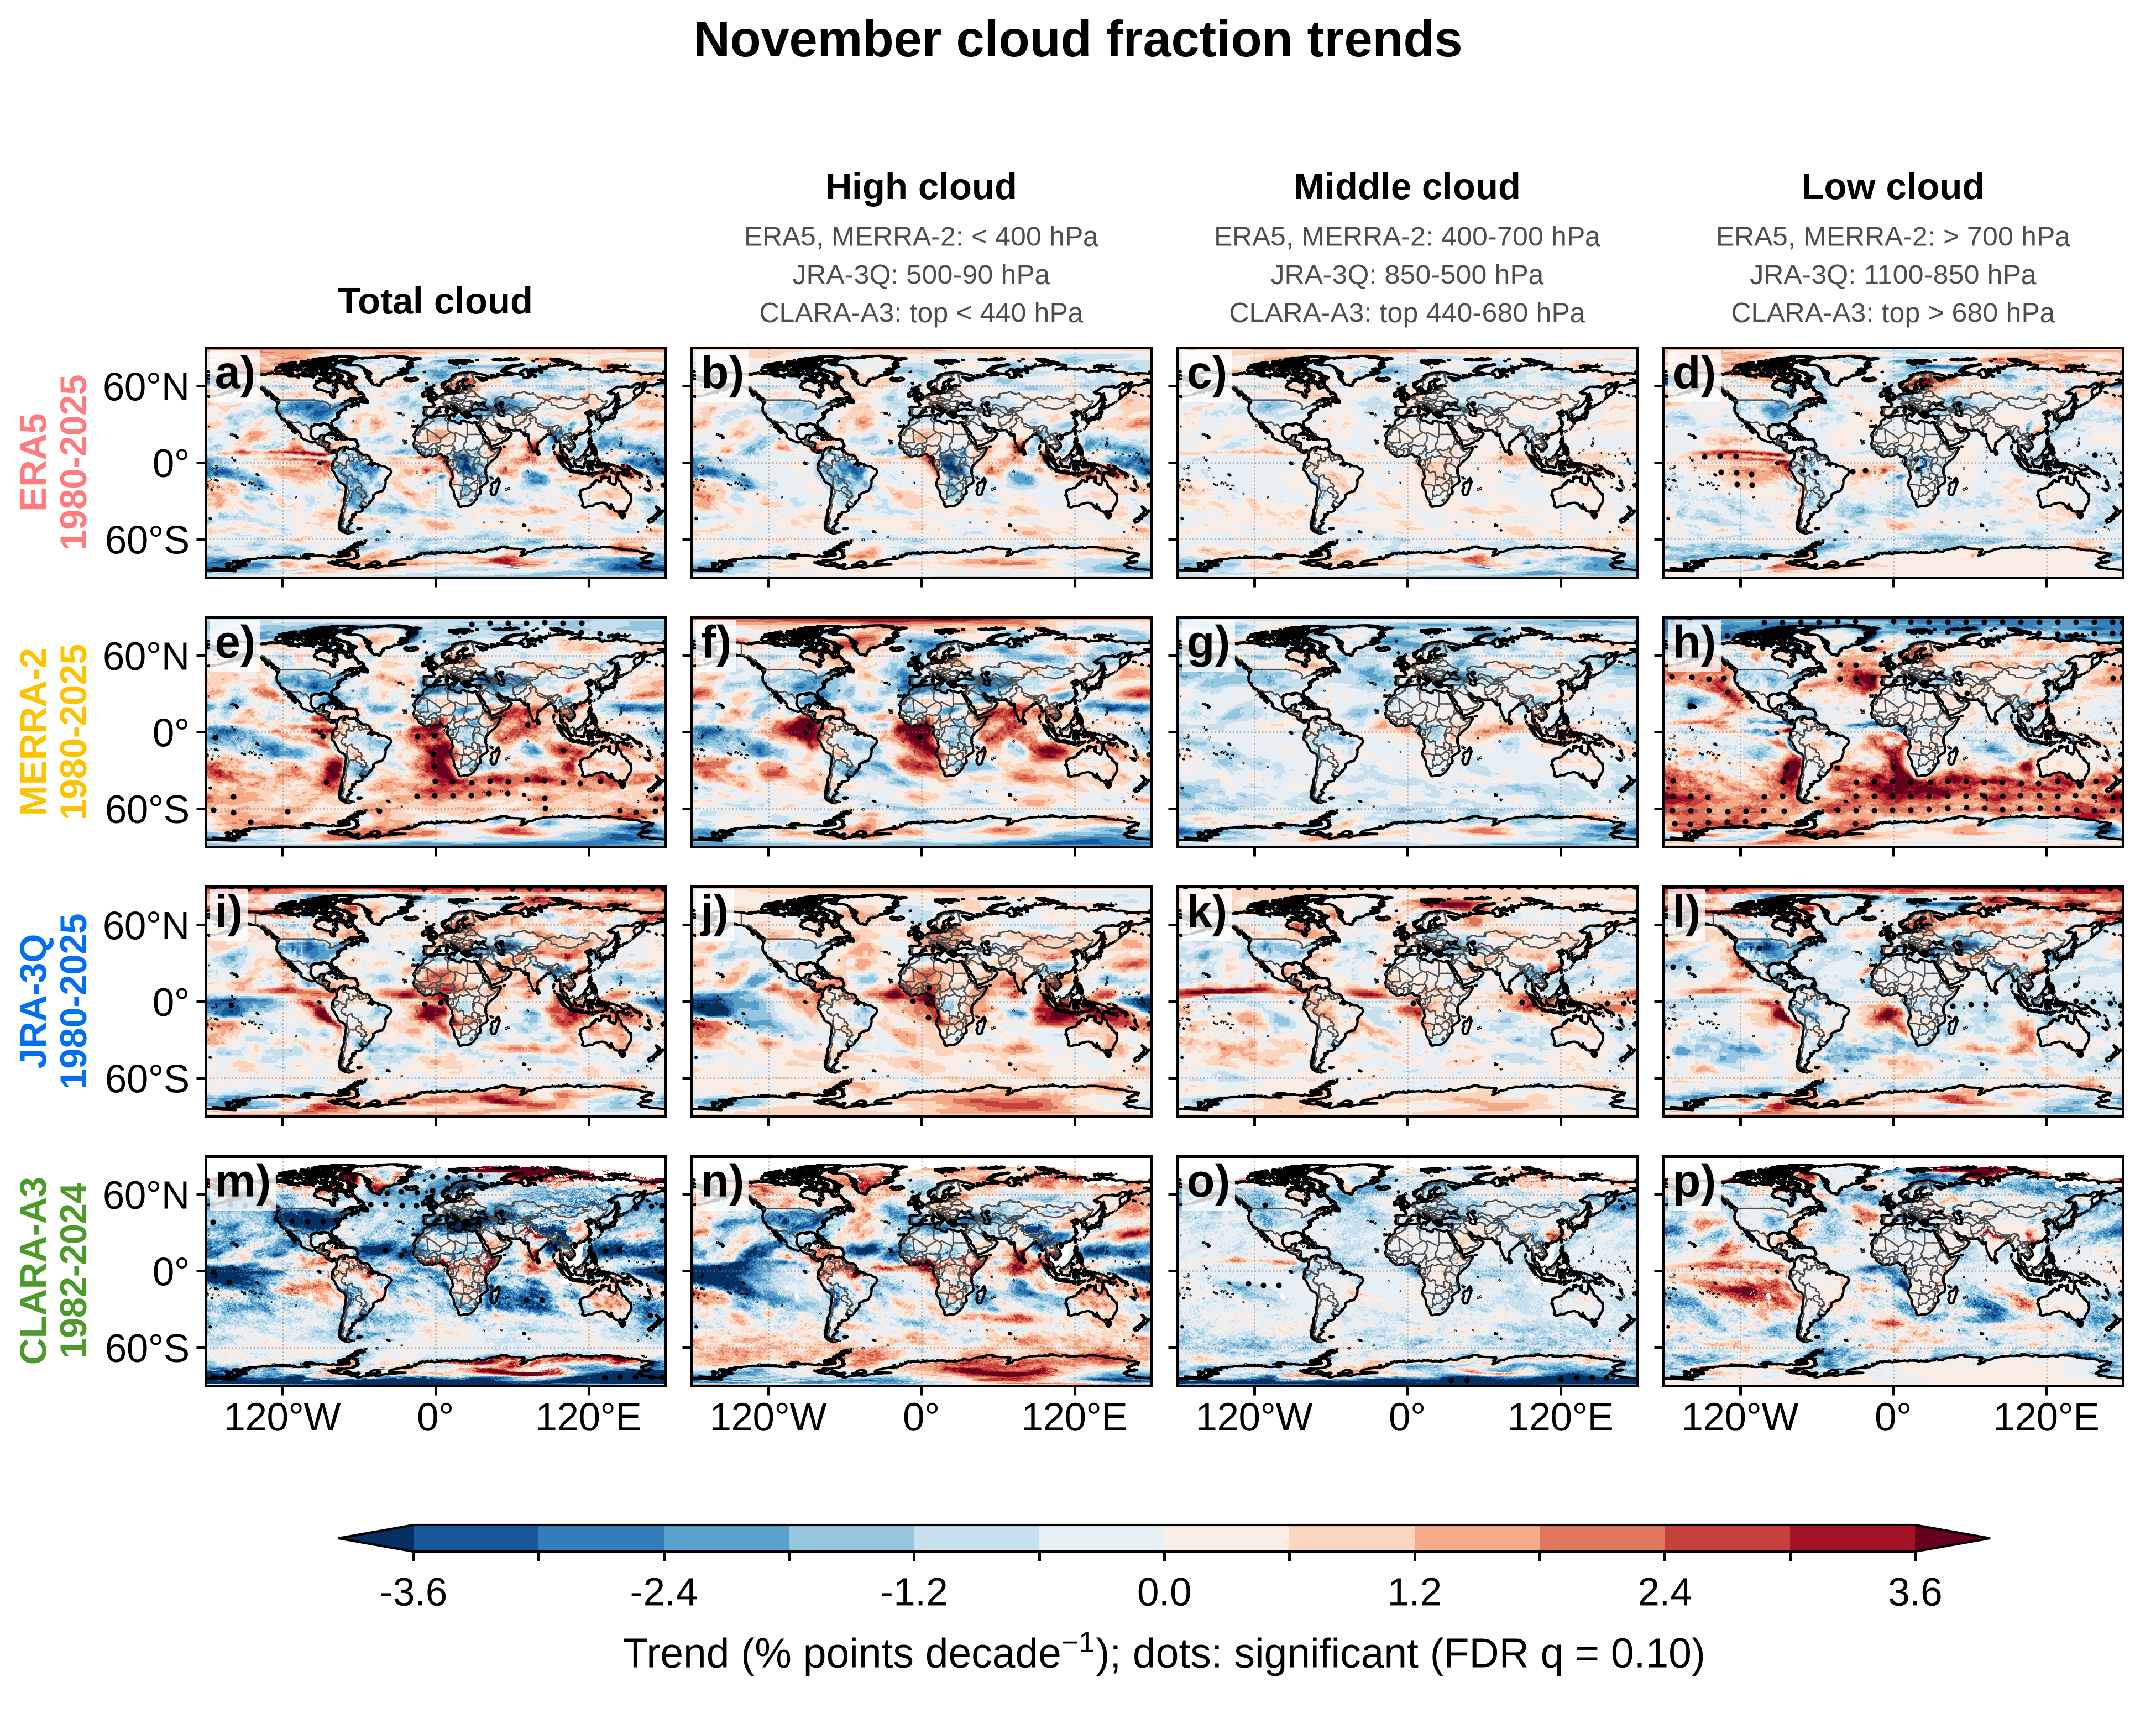 November cloud fraction trends
Total cloud
High cloud
ERA5, MERRA-2: < 400 hPa
JRA-3Q: 500-90 hPa
CLARA-A3: top < 440 hPa
Middle cloud
ERA5, MERRA-2: 400-700 hPa
JRA-3Q: 850-500 hPa
CLARA-A3: top 440-680 hPa
Low cloud
ERA5, MERRA-2: > 700 hPa
JRA-3Q: 1100-850 hPa
CLARA-A3: top > 680 hPa
ERA5
1980-2025
60°N
0°
60°S
a)
b)
c)
d)
MERRA-2
1980-2025
60°N
0°
60°S
e)
f)
g)
h)
JRA-3Q
1980-2025
60°N
0°
60°S
i)
j)
k)
l)
CLARA-A3
1982-2024
60°N
0°
60°S
m)
n)
o)
p)
120°W 0° 120°E
120°W 0° 120°E
120°W 0° 120°E
120°W 0° 120°E
-3.6 -2.4 -1.2 0.0 1.2 2.4 3.6
Trend (% points decade⁻¹); dots: significant (FDR q = 0.10)